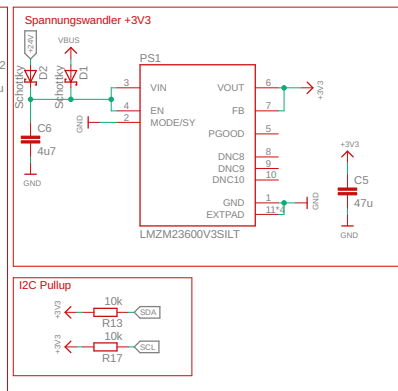 Spannungswandler +3V3
+24V
VBUS
2
u
Schottky
D2
Schottky
D1
PS1
3 VIN VOUT 6
+3V3
4 EN FB 7
GND 2 MODE/SY
PGOOD 5
C6
4u7
GND
DNC8 8
DNC9 9
DNC10 10
GND 1
GND
EXTPAD 11*4
LMZM23600V3SILT
+3V3
C5
47u
GND
I2C Pullup
10k
+3V3 SDA
R13
10k
+3V3 SCL
R17